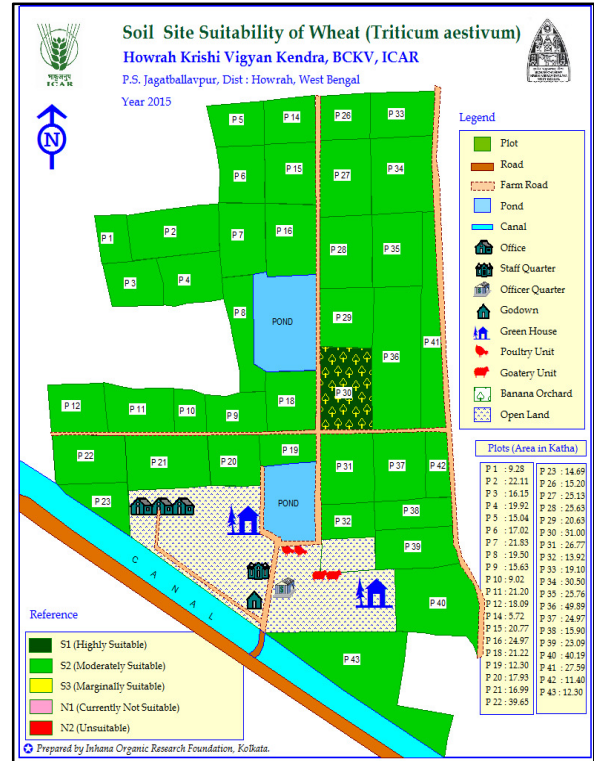 Soil Site Suitability of Wheat (Triticum aestivum)
Howrah Krishi Vigyan Kendra, BCKV, ICAR
P.S. Jagatballavpur, Dist : Howrah, West Bengal
Year 2015
ICAR
N
Legend
Plot
Road
Farm Road
Pond
Canal
Office
Staff Quarter
Officer Quarter
Godown
Green House
Poultry Unit
Goatery Unit
Banana Orchard
Open Land
P 5
P 14
P 26
P 33
P 6
P 15
P 27
P 34
P 1
P 2
P 7
P 16
P 28
P 35
P 3
P 4
P 8
POND
P 29
P 36
P 41
P 30
P 12
P 11
P 10
P 9
P 18
P 22
P 21
P 20
P 19
P 31
P 37
P 42
P 23
POND
P 32
P 38
P 39
P 40
P 43
CANAL
Plots (Area in Katha)
P 1 : 9.28
P 2 : 22.11
P 3 : 16.15
P 4 : 19.92
P 5 : 15.04
P 6 : 17.02
P 7 : 21.83
P 8 : 19.50
P 9 : 15.63
P 10 : 9.02
P 11 : 21.20
P 12 : 18.09
P 14 : 5.72
P 15 : 20.77
P 16 : 24.97
P 18 : 21.22
P 19 : 12.30
P 20 : 17.93
P 21 : 16.99
P 22 : 39.65
P 23 : 14.69
P 26 : 15.20
P 27 : 25.13
P 28 : 25.63
P 29 : 20.63
P 30 : 31.00
P 31 : 26.77
P 32 : 13.92
P 33 : 19.10
P 34 : 30.50
P 35 : 25.76
P 36 : 49.89
P 37 : 24.97
P 38 : 15.90
P 39 : 23.09
P 40 : 40.19
P 41 : 27.59
P 42 : 11.40
P 43 : 12.30
Reference
S1 (Highly Suitable)
S2 (Moderately Suitable)
S3 (Marginally Suitable)
N1 (Currently Not Suitable)
N2 (Unsuitable)
Prepared by Inhana Organic Research Foundation, Kolkata.